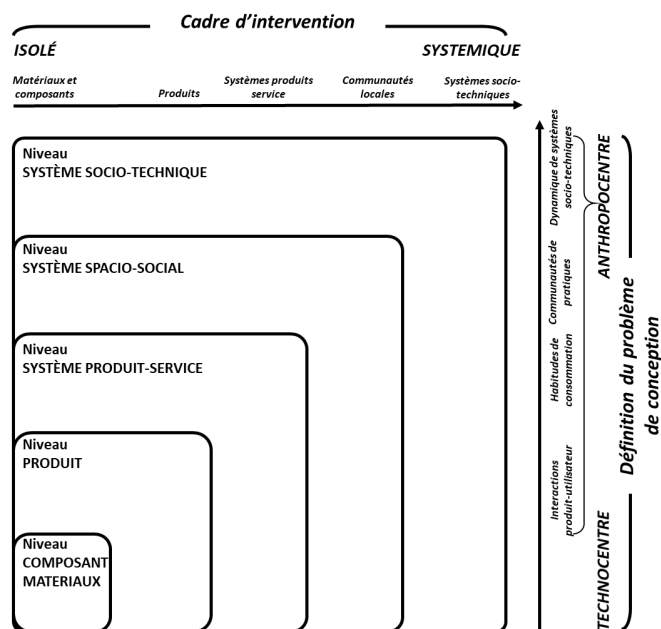 Cadre d’intervention
ISOLÉ
SYSTEMIQUE
Matériaux et
composants
Produits
Systèmes produits
service
Communautés
locales
Systèmes socio-
techniques
Niveau
SYSTÈME SOCIO-TECHNIQUE
Niveau
SYSTÈME SPACIO-SOCIAL
Niveau
SYSTÈME PRODUIT-SERVICE
Niveau
PRODUIT
Niveau
COMPOSANT
MATERIAUX
Dynamique de systèmes
socio-techniques
Communautés de
pratiques
Habitudes de
consommation
Interactions
produit-utilisateur
ANTHROPOCENTRE
TECHNOCENTRE
Définition du problème
de conception